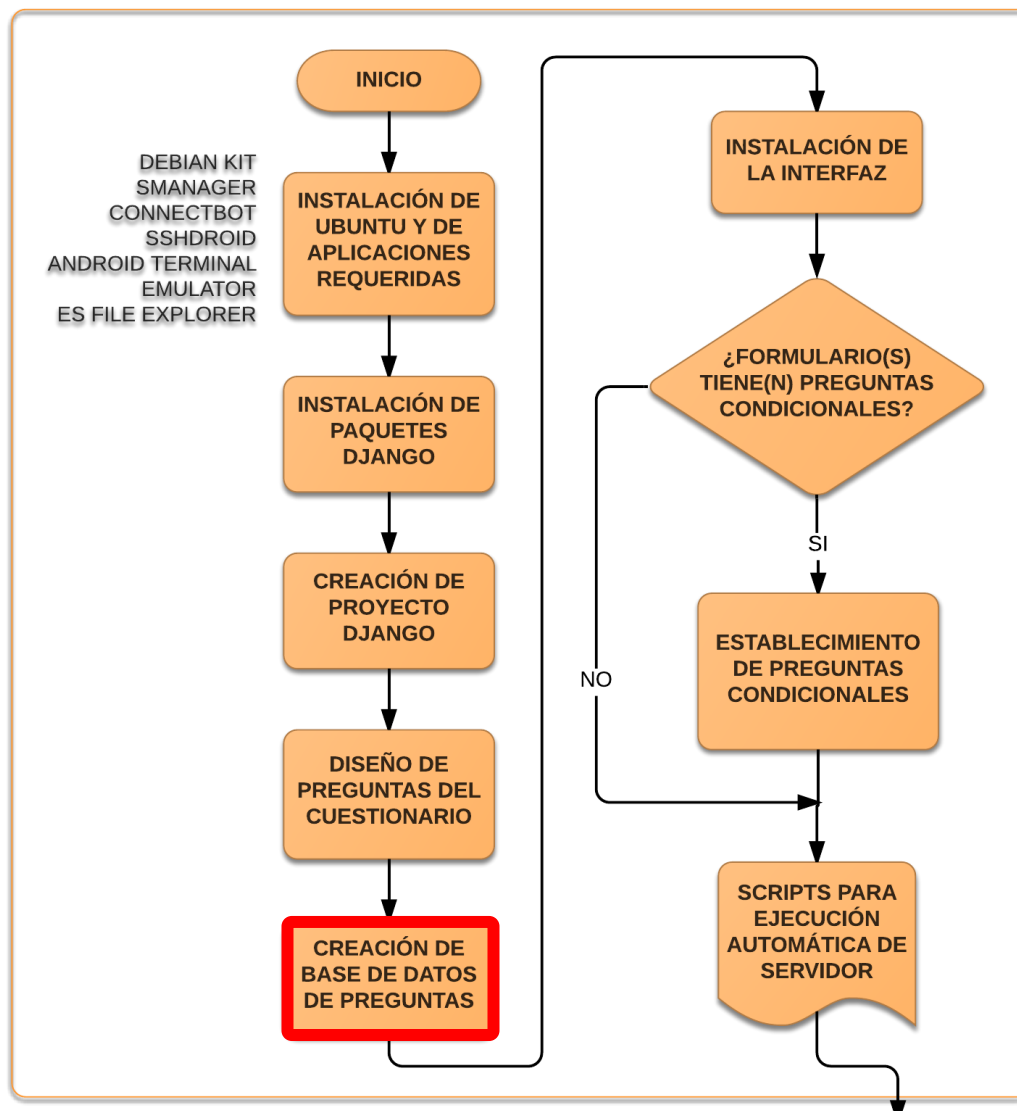 INICIO
DEBIAN KIT
SMANAGER
CONNECTBOT
SSHDROID
ANDROID TERMINAL
EMULATOR
ES FILE EXPLORER
INSTALACIÓN DE
UBUNTU Y DE
APLICACIONES
REQUERIDAS
INSTALACIÓN DE
PAQUETES
DJANGO
CREACIÓN DE
PROYECTO
DJANGO
DISEÑO DE
PREGUNTAS DEL
CUESTIONARIO
CREACIÓN DE
BASE DE DATOS
DE PREGUNTAS
INSTALACIÓN DE
LA INTERFAZ
¿FORMULARIO(S)
TIENE(N) PREGUNTAS
CONDICIONALES?
SI
NO
ESTABLECIMIENTO
DE PREGUNTAS
CONDICIONALES
SCRIPTS PARA
EJECUCIÓN
AUTOMÁTICA DE
SERVIDOR